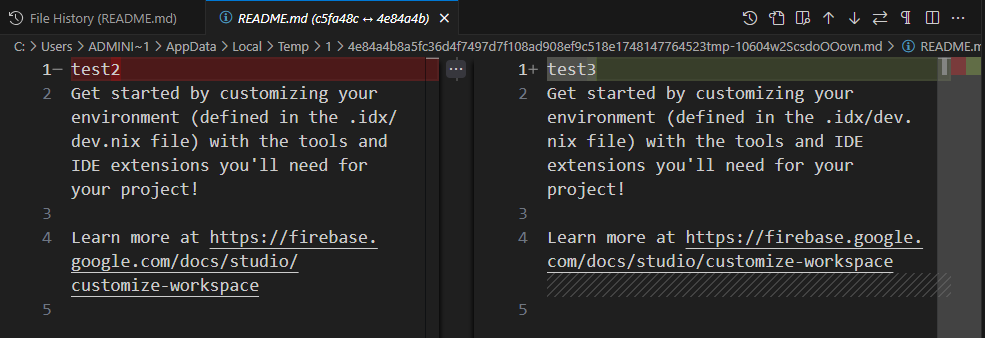 File History (README.md)
README.md (c5fa48c ↔ 4e84a4b)
C: > Users > ADMINI~1 > AppData > Local > Temp > 1 > 4e84a4b8a5fc36d4f7497d7f108ad908ef9c518e1748147764523tmp-10604w2ScsdoOOovn.md > README.m
1− test2
2 Get started by customizing your
environment (defined in the .idx/
dev.nix file) with the tools and
IDE extensions you'll need for
your project!
3
4 Learn more at https://firebase.
google.com/docs/studio/
customize-workspace
5
1+ test3
2 Get started by customizing your
environment (defined in the .idx/dev.
nix file) with the tools and IDE
extensions you'll need for your
project!
3
4 Learn more at https://firebase.google.
com/docs/studio/customize-workspace
5